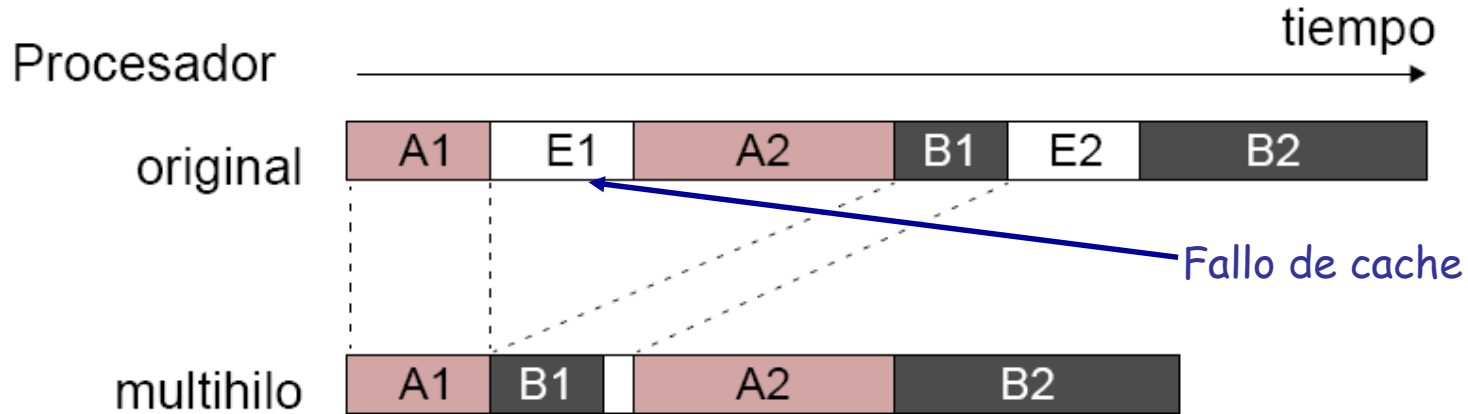 tiempo
Procesador
original A1 E1 A2 B1 E2 B2
Fallo de cache
multihilo A1 B1 A2 B2